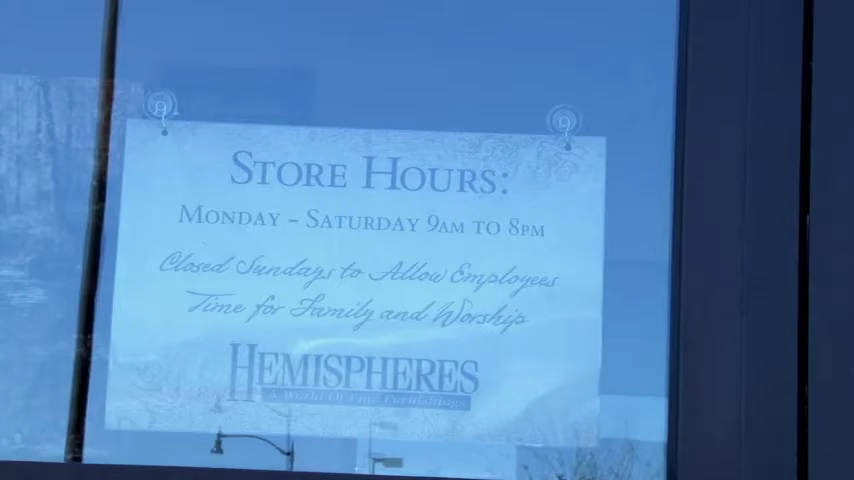 STORE HOURS:
MONDAY – SATURDAY 9AM TO 8PM
Closed Sundays to Allow Employees
Time for Family and Worship
HEMISPHERES
A World Of Fine Furnishings